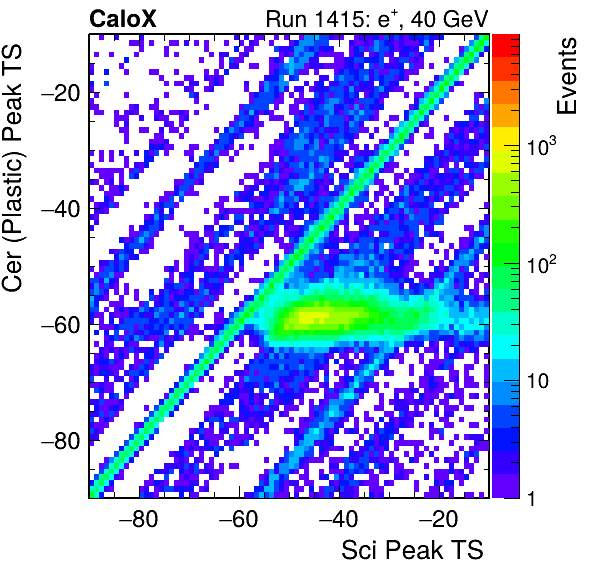 CaloX Run 1415: e⁺, 40 GeV
Cer (Plastic) Peak TS
Events
−20
−40
−60
−80
−80 −60 −40 −20
Sci Peak TS
10³
10²
10
1